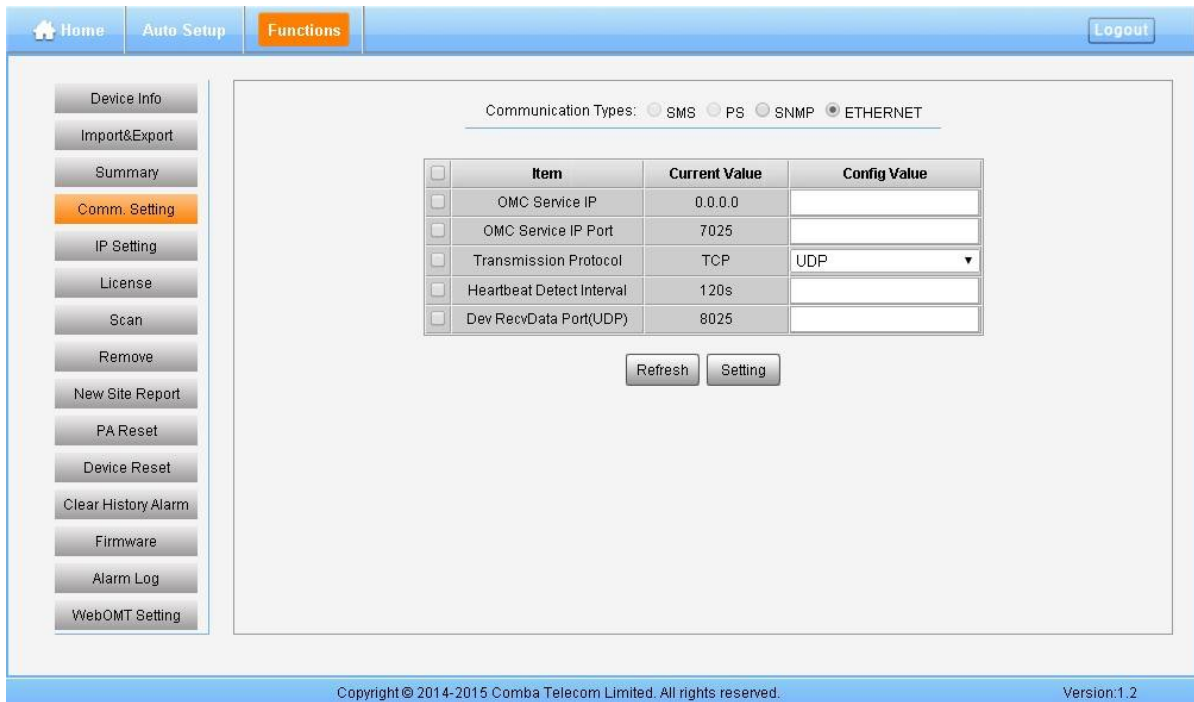 Home Auto Setup Functions Logout
Device Info
Import&Export
Summary
Comm. Setting
IP Setting
License
Scan
Remove
New Site Report
PA Reset
Device Reset
Clear History Alarm
Firmware
Alarm Log
WebOMT Setting
Communication Types: SMS PS SNMP ETHERNET
Item Current Value Config Value
OMC Service IP 0.0.0.0
OMC Service IP Port 7025
Transmission Protocol TCP UDP
Heartbeat Detect Interval 120s
Dev RecvData Port(UDP) 8025
Refresh Setting
Copyright © 2014-2015 Comba Telecom Limited. All rights reserved. Version:1.2